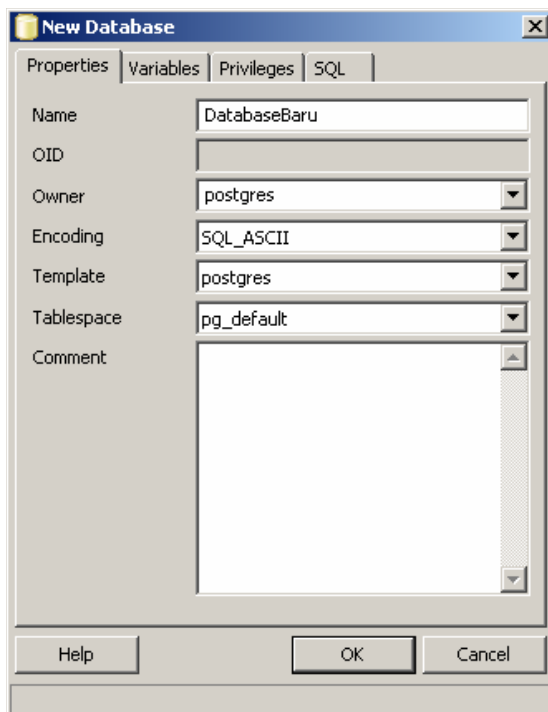 New Database
Properties Variables Privileges SQL
Name DatabaseBaru
OID
Owner postgres
Encoding SQL_ASCII
Template postgres
Tablespace pg_default
Comment
Help OK Cancel